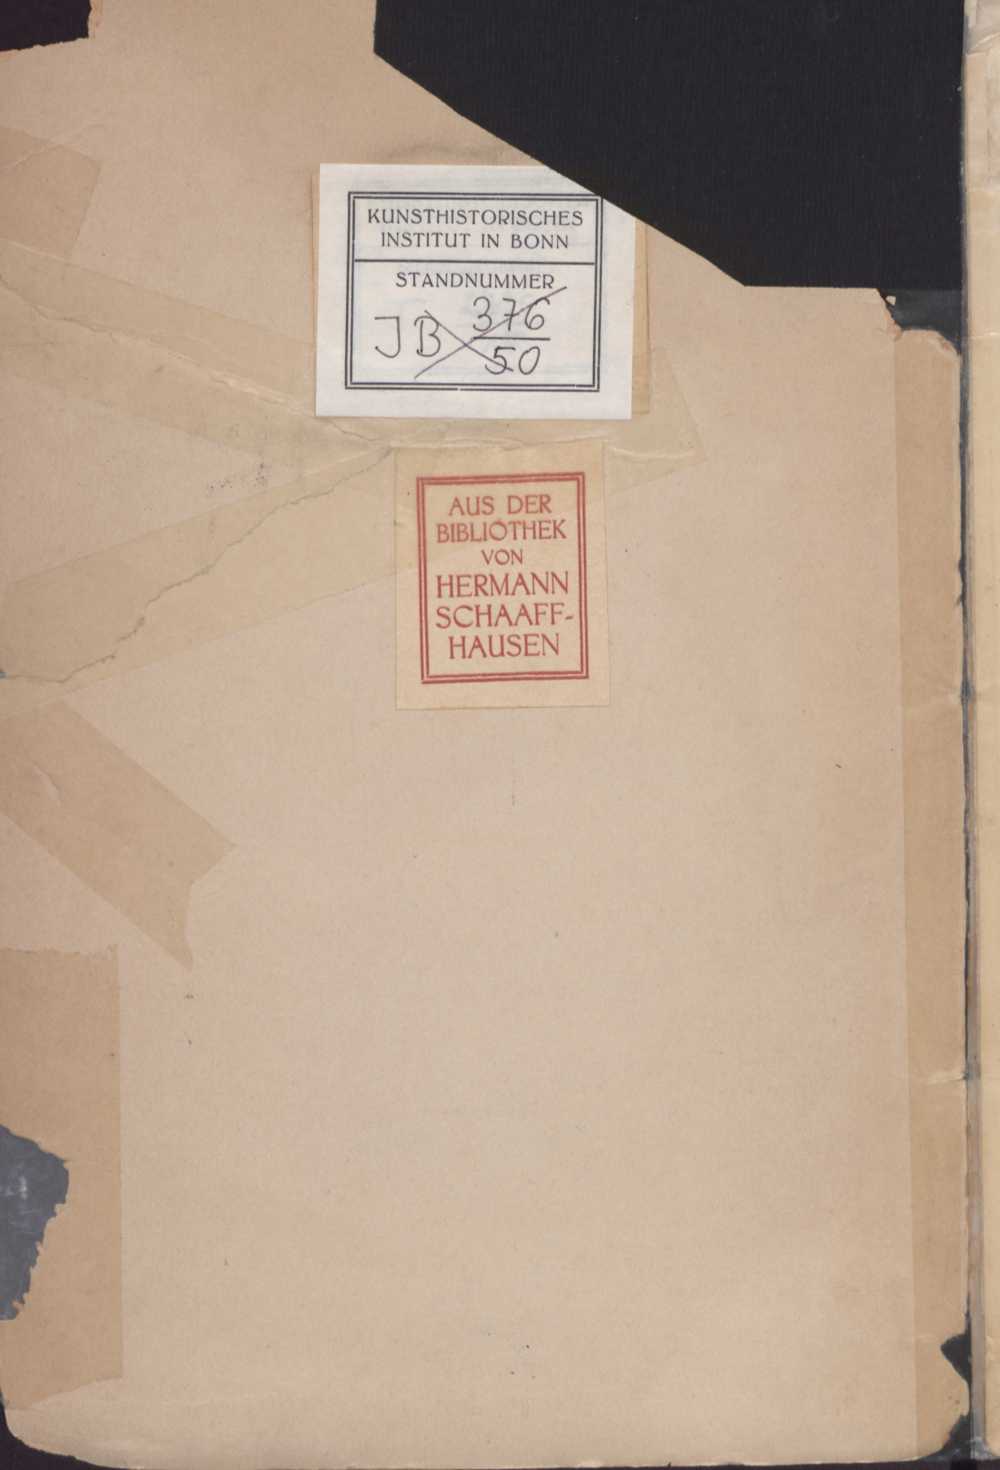 KUNSTHISTORISCHES
INSTITUT IN BONN
STANDNUMMER
JB 376
50
AUS DER
BIBLIOTHEK
VON
HERMANN
SCHAAFF-
HAUSEN